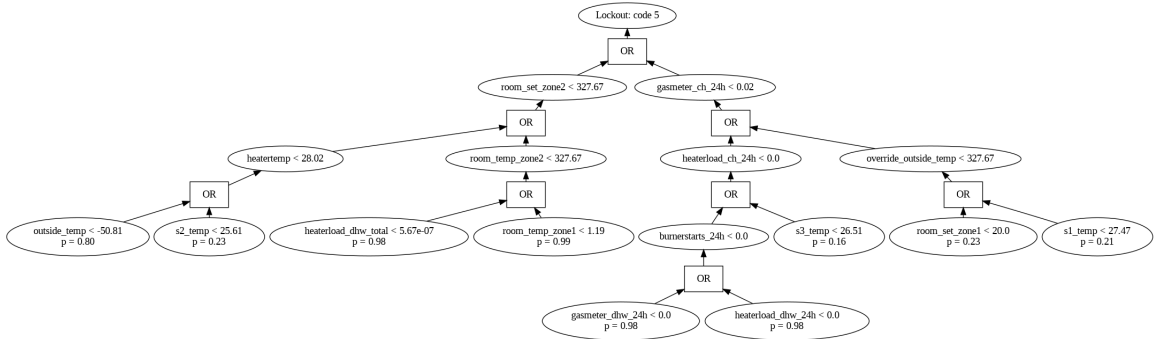 Lockout: code 5
OR
room_set_zone2 < 327.67
gasmeter_ch_24h < 0.02
OR
OR
heatertemp < 28.02
room_temp_zone2 < 327.67
heaterload_ch_24h < 0.0
override_outside_temp < 327.67
OR
OR
OR
OR
outside_temp < -50.81
p = 0.80
s2_temp < 25.61
p = 0.23
heaterload_dhw_total < 5.67e-07
p = 0.98
room_temp_zone1 < 1.19
p = 0.99
burnerstarts_24h < 0.0
s3_temp < 26.51
p = 0.16
room_set_zone1 < 20.0
p = 0.23
s1_temp < 27.47
p = 0.21
OR
gasmeter_dhw_24h < 0.0
p = 0.98
heaterload_dhw_24h < 0.0
p = 0.98